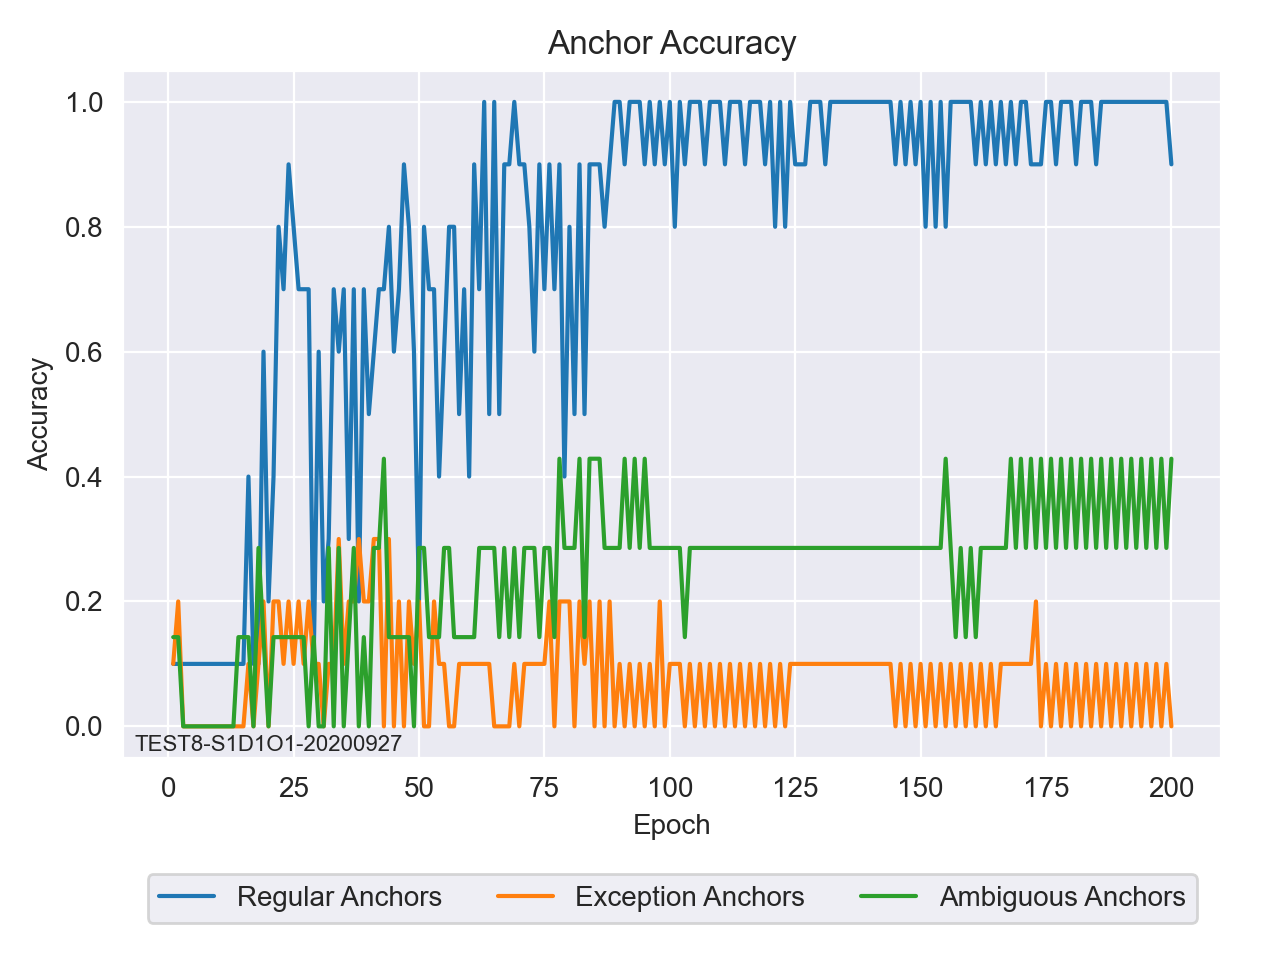 Anchor Accuracy
1.0
0.8
0.6
0.4
0.2
0.0
Accuracy
TEST8-S1D1O1-20200927
0 25 50 75 100 125 150 175 200
Epoch
Regular Anchors Exception Anchors Ambiguous Anchors